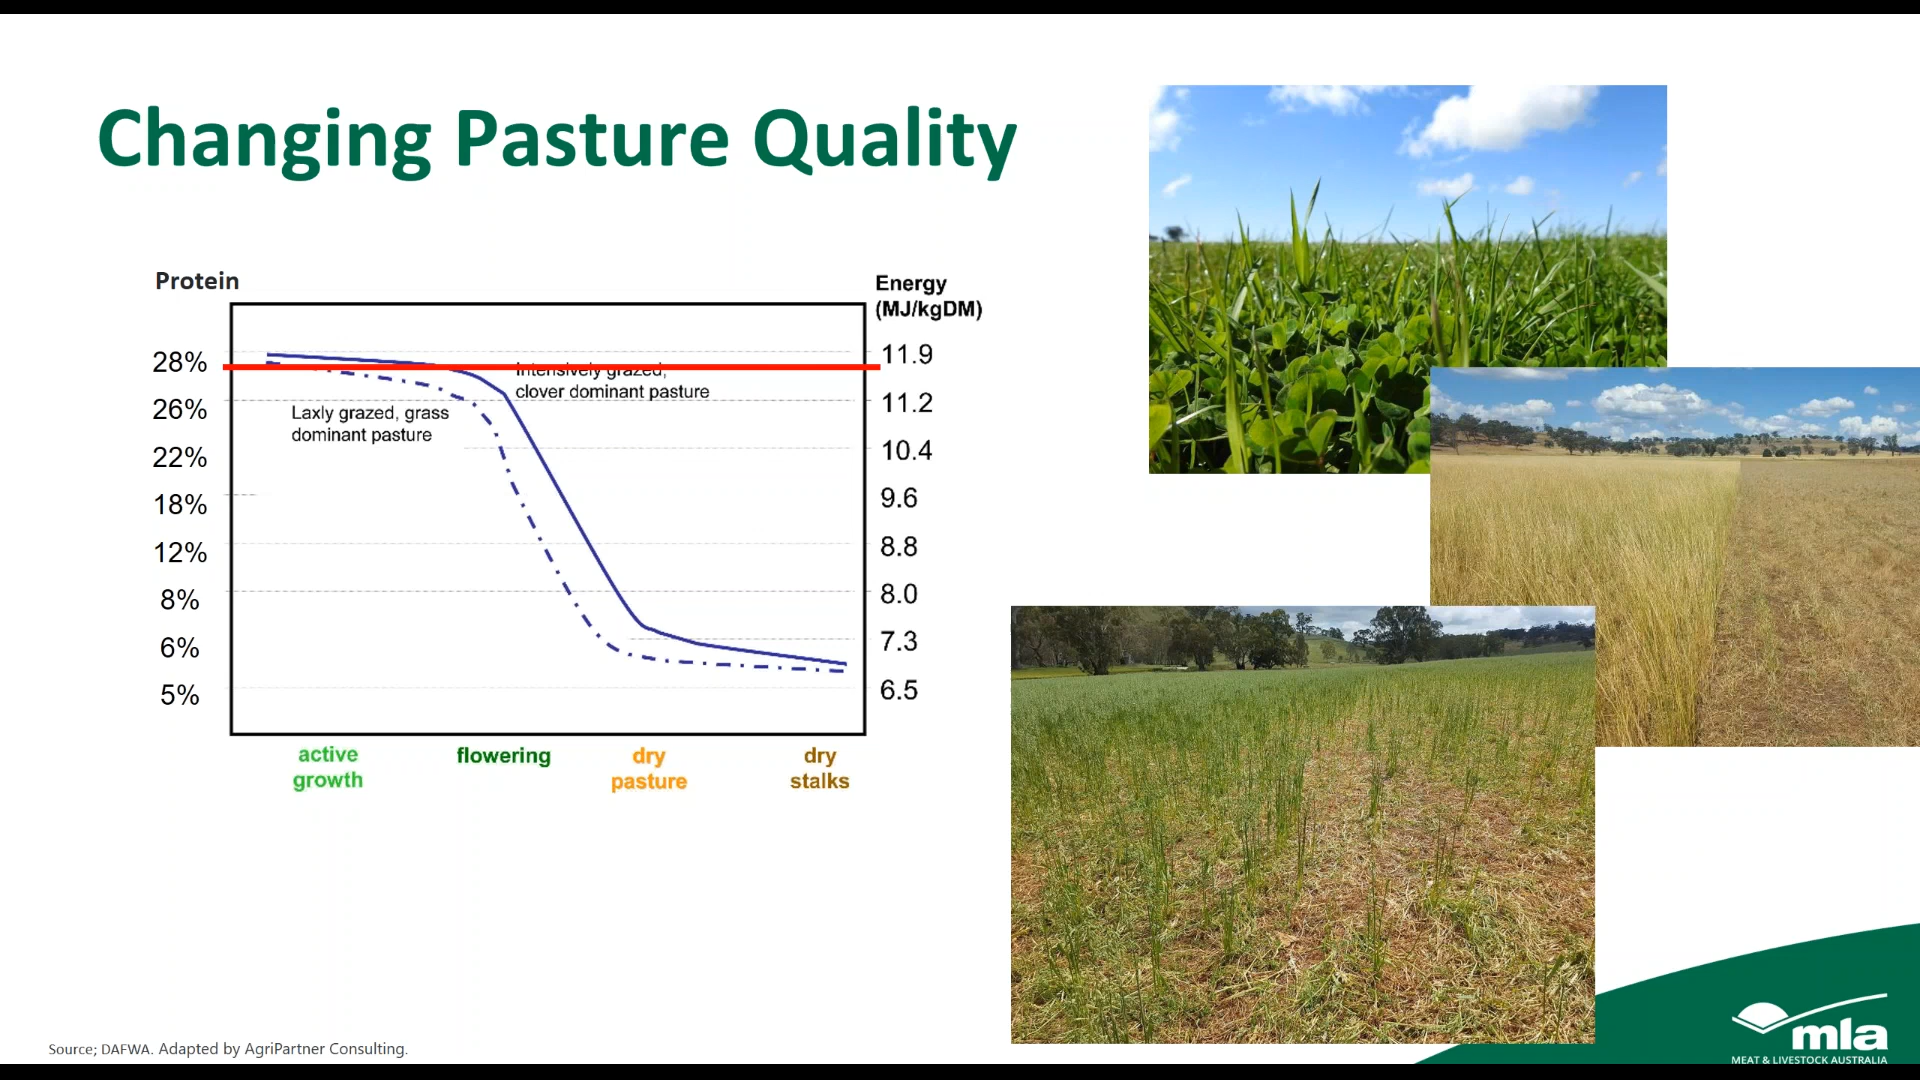 Changing Pasture Quality
Protein
Energy
(MJ/kgDM)
28%
26%
22%
18%
12%
8%
6%
5%
Intensively grazed,
clover dominant pasture
Laxly grazed, grass
dominant pasture
11.9
11.2
10.4
9.6
8.8
8.0
7.3
6.5
active
growth
flowering
dry
pasture
dry
stalks
Source; DAFWA. Adapted by AgriPartner Consulting.
mla
MEAT & LIVESTOCK AUSTRALIA